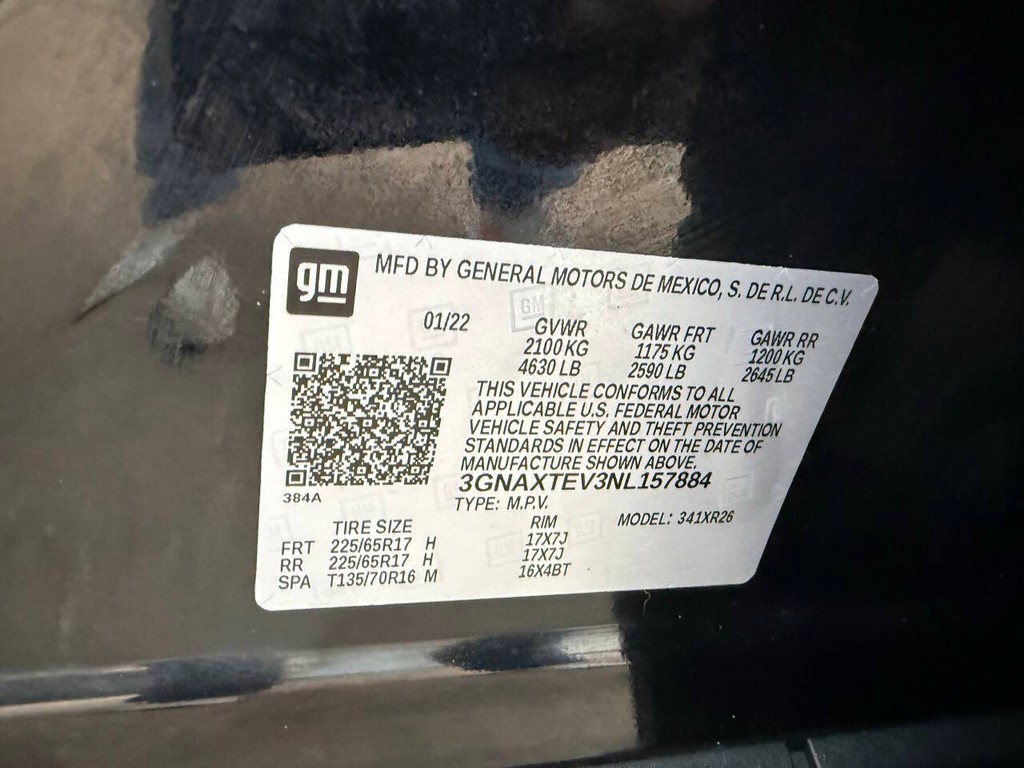 gm
MFD BY GENERAL MOTORS DE MEXICO, S. DE R.L. DE C.V.
01/22 GVWR GAWR FRT GAWR RR
2100 KG 1175 KG 1200 KG
4630 LB 2590 LB 2645 LB
THIS VEHICLE CONFORMS TO ALL
APPLICABLE U.S. FEDERAL MOTOR
VEHICLE SAFETY AND THEFT PREVENTION
STANDARDS IN EFFECT ON THE DATE OF
MANUFACTURE SHOWN ABOVE.
3GNAXTEV3NL157884
384A
TYPE: M.P.V.
MODEL: 341XR26
TIRE SIZE RIM
FRT 225/65R17 H 17X7J
RR 225/65R17 H 17X7J
SPA T135/70R16 M 16X4BT